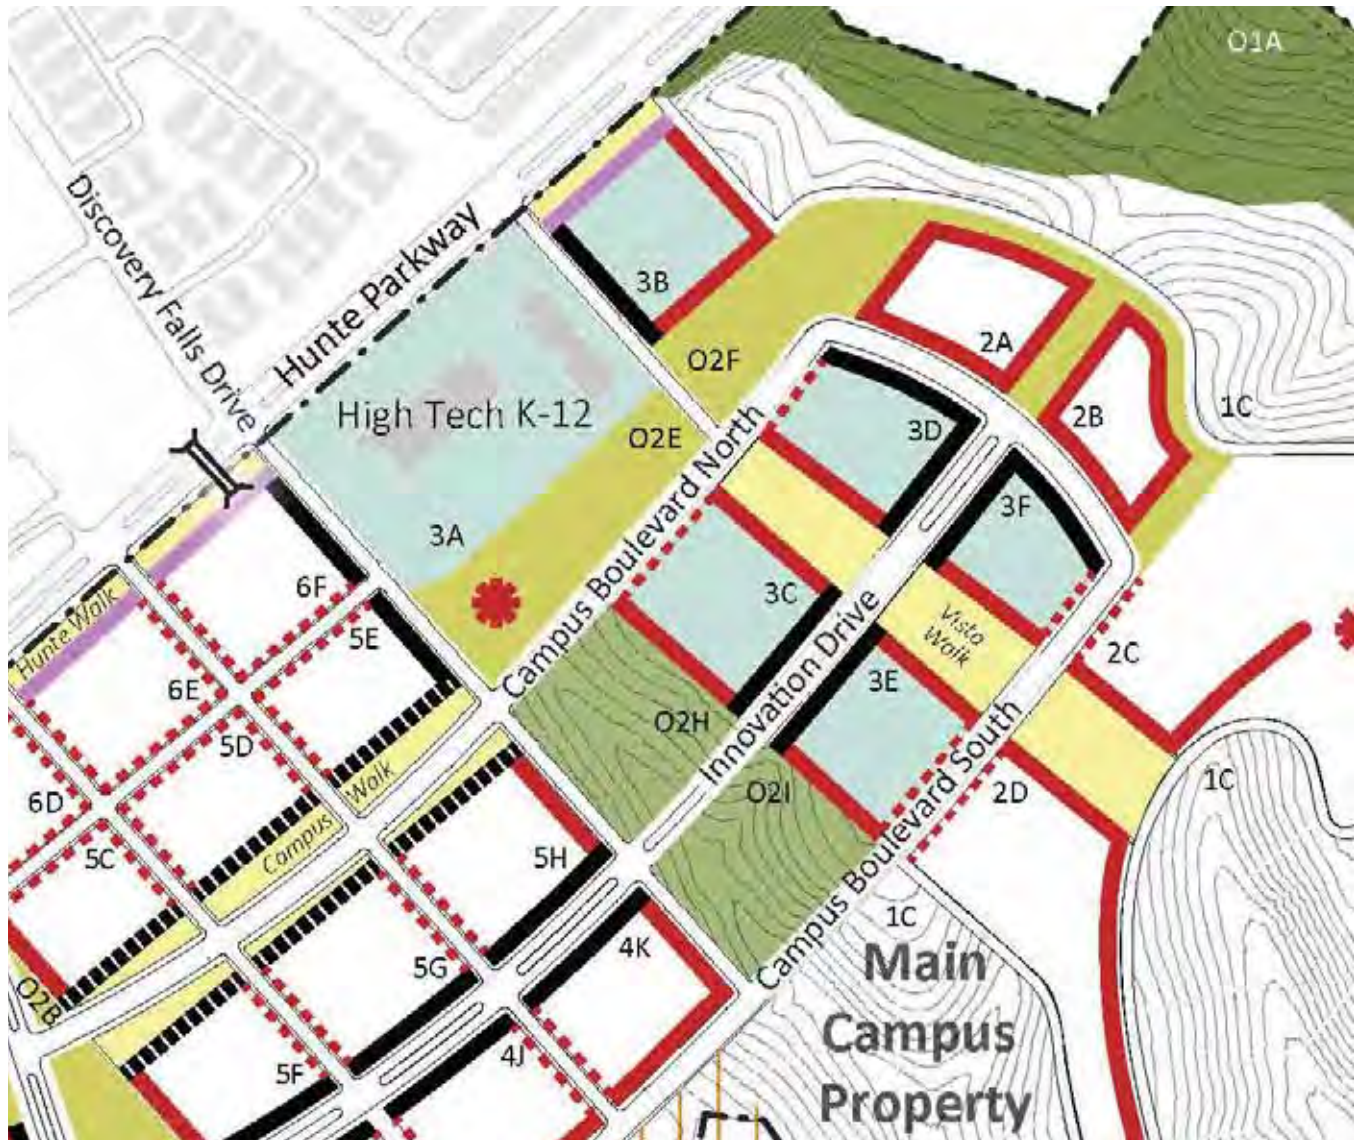 O1A
Discovery Falls Drive
Hunte Parkway
3B
2A
O2F
2B
1C
High Tech K-12
O2E
3D
3F
3A
Campus Boulevard North
6F
3C
Hunte Walk
5E
Vista
Walk
2C
6E
3E
O2H
Innovation Drive
5D
Walk
O2I
2D
1C
6D
Campus
5C
5H
Campus Boulevard South
1C
4K
5G
Main
Campus
Property
O2B
4J
5F